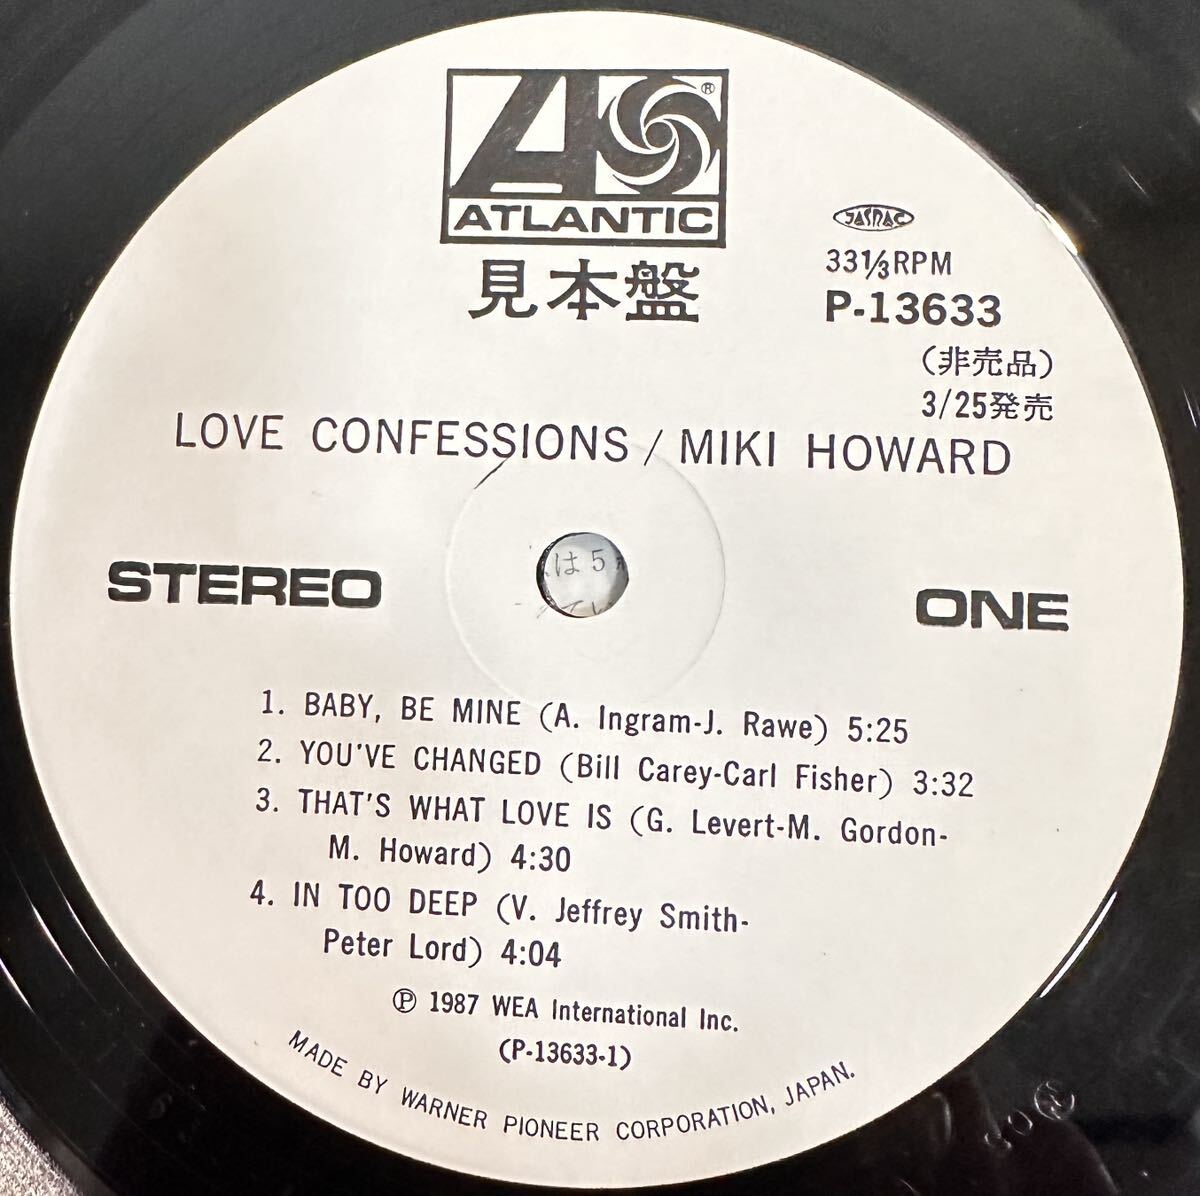 ATLANTIC
®
見本盤
JASRAC
33⅓RPM
P-13633
(非売品)
3/25発売
LOVE CONFESSIONS / MIKI HOWARD
は5
STEREO
ONE
1. BABY, BE MINE (A. Ingram-J. Rawe) 5:25
2. YOU'VE CHANGED (Bill Carey-Carl Fisher) 3:32
3. THAT'S WHAT LOVE IS (G. Levert-M. Gordon-
M. Howard) 4:30
4. IN TOO DEEP (V. Jeffrey Smith-
Peter Lord) 4:04
Ⓟ 1987 WEA International Inc.
(P-13633-1)
MADE BY WARNER PIONEER CORPORATION, JAPAN.